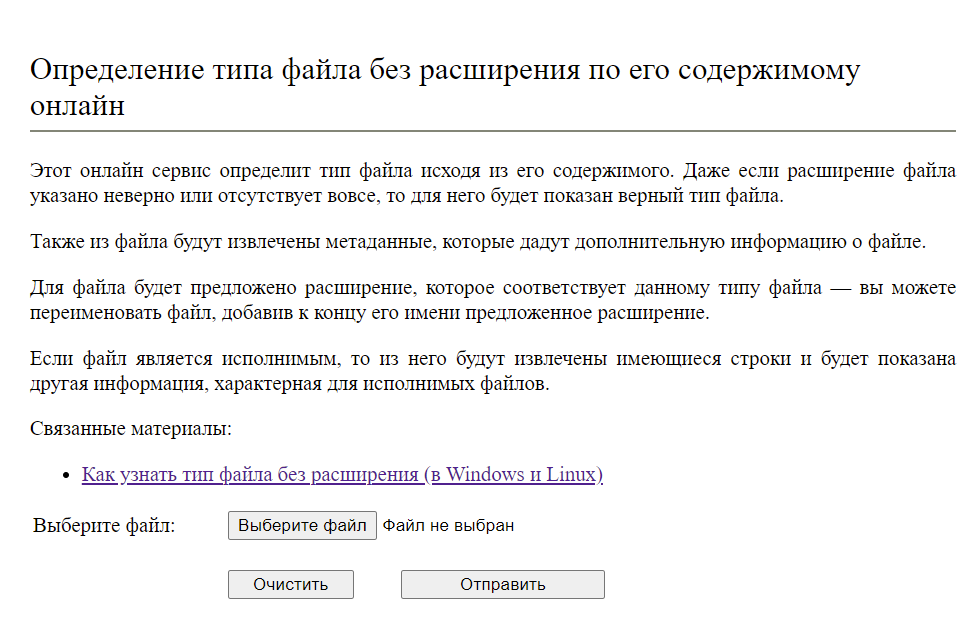 Определение типа файла без расширения по его содержимому
онлайн
Этот онлайн сервис определит тип файла исходя из его содержимого. Даже если расширение файла
указано неверно или отсутствует вовсе, то для него будет показан верный тип файла.
Также из файла будут извлечены метаданные, которые дадут дополнительную информацию о файле.
Для файла будет предложено расширение, которое соответствует данному типу файла — вы можете
переименовать файл, добавив к концу его имени предложенное расширение.
Если файл является исполнимым, то из него будут извлечены имеющиеся строки и будет показана
другая информация, характерная для исполнимых файлов.
Связанные материалы:
• Как узнать тип файла без расширения (в Windows и Linux)
Выберите файл: Выберите файл Файл не выбран
Очистить Отправить